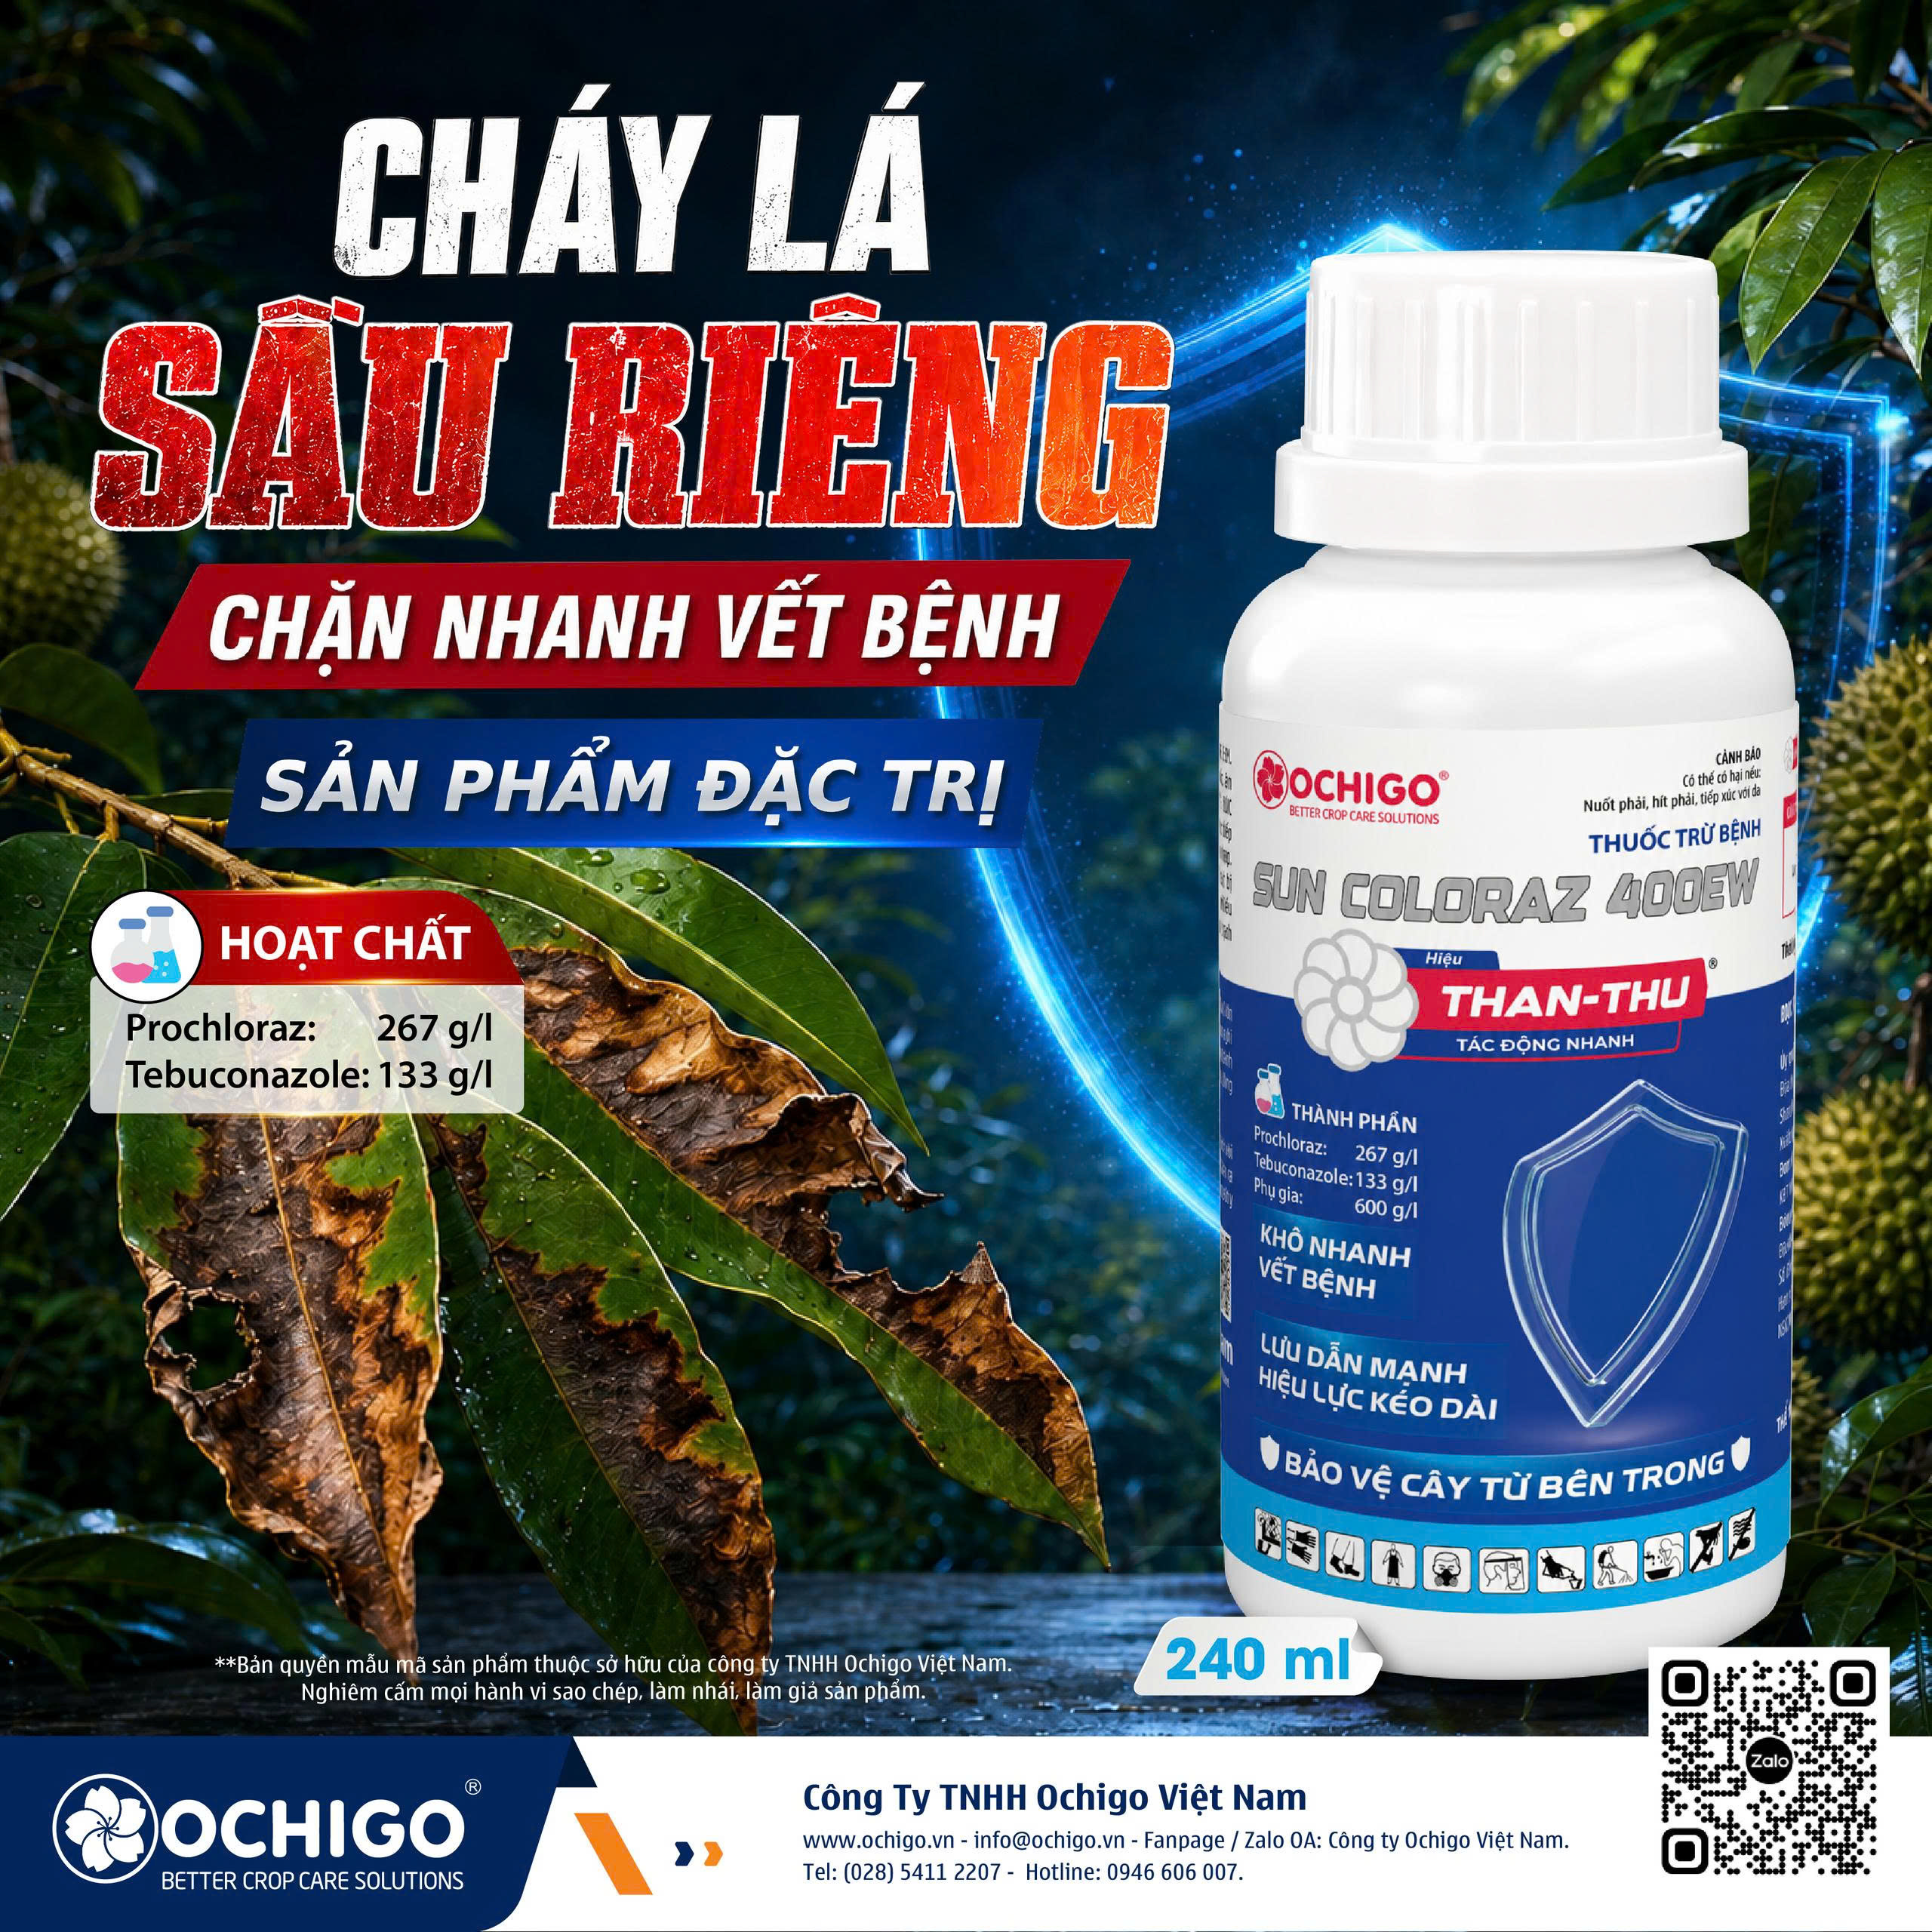 CHÁY LÁ
SẦU RIÊNG
CHẶN NHANH VẾT BỆNH
SẢN PHẨM ĐẶC TRỊ
HOẠT CHẤT
Prochloraz: 267 g/l
Tebuconazole: 133 g/l
OCHIGO®
BETTER CROP CARE SOLUTIONS
CẢNH BÁO
Có thể có hại nếu:
Nuốt phải, hít phải, tiếp xúc với da
THUỐC TRỪ BỆNH
SUN COLORAZ 400EW
Hiệu
THAN-THU®
TÁC ĐỘNG NHANH
THÀNH PHẦN
Prochloraz: 267 g/l
Tebuconazole: 133 g/l
Phụ gia: 600 g/l
KHÔ NHANH
VẾT BỆNH
LƯU DẪN MẠNH
HIỆU LỰC KÉO DÀI
BẢO VỆ CÂY TỪ BÊN TRONG
240 ml
**Bản quyền mẫu mã sản phẩm thuộc sở hữu của công ty TNHH Ochigo Việt Nam.
Nghiêm cấm mọi hành vi sao chép, làm nhái, làm giả sản phẩm.
Zalo
OCHIGO®
BETTER CROP CARE SOLUTIONS
Công Ty TNHH Ochigo Việt Nam
www.ochigo.vn - info@ochigo.vn - Fanpage / Zalo OA: Công ty Ochigo Việt Nam.
Tel: (028) 5411 2207 - Hotline: 0946 606 007.